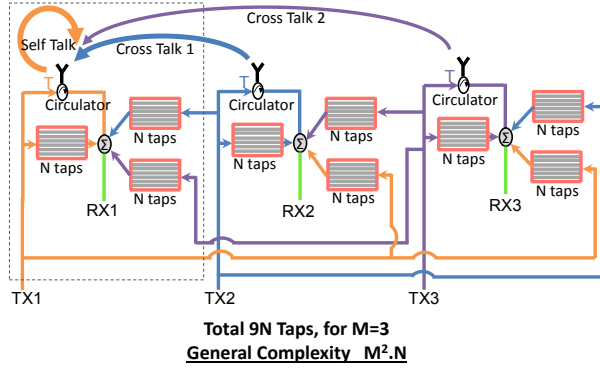 Cross Talk 2
Self Talk
Cross Talk 1
T
Circulator
T
Circulator
T
Circulator
N taps
N taps
N taps
Σ
N taps
N taps
N taps
Σ
N taps
N taps
N taps
Σ
RX1
RX2
RX3
TX1
TX2
TX3
Total 9N Taps, for M=3
General Complexity M².N